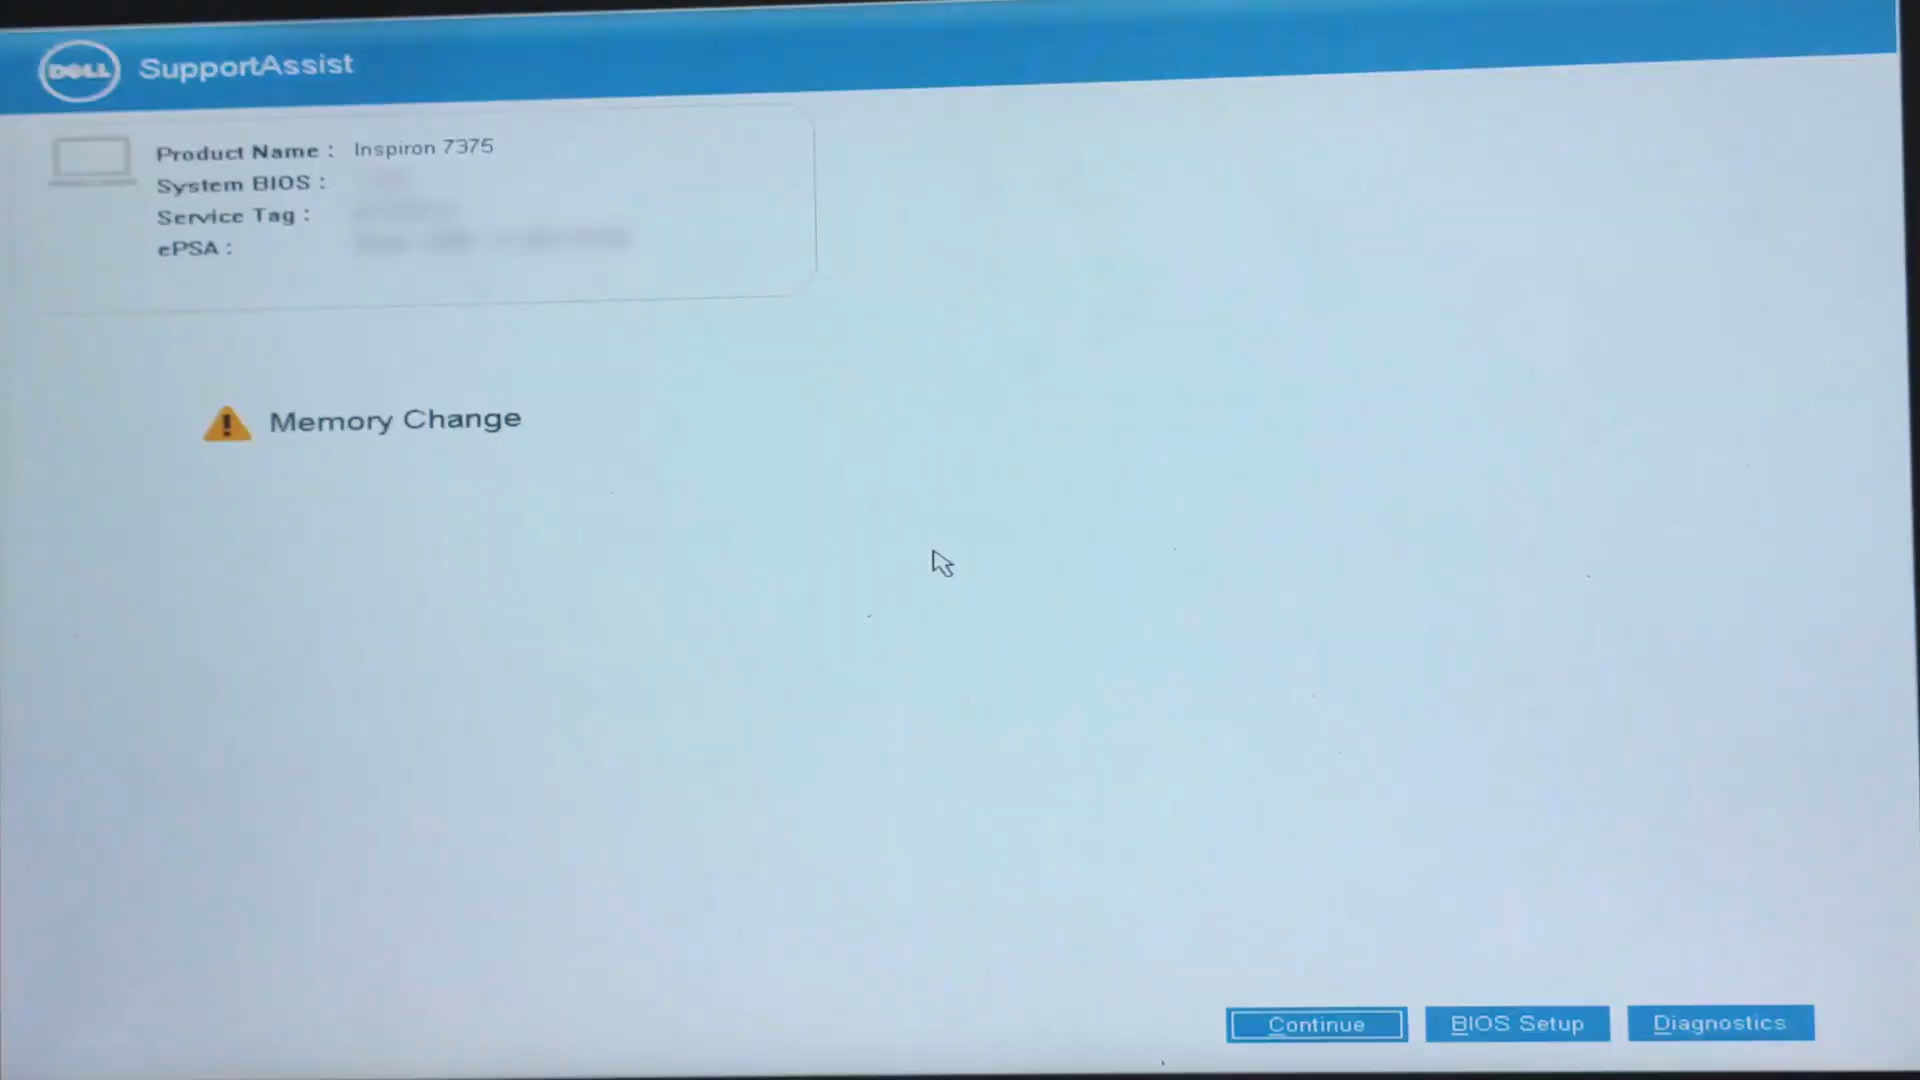 DELL SupportAssist
Product Name : Inspiron 7375
System BIOS :
Service Tag :
ePSA :
Memory Change
Continue BIOS Setup Diagnostics